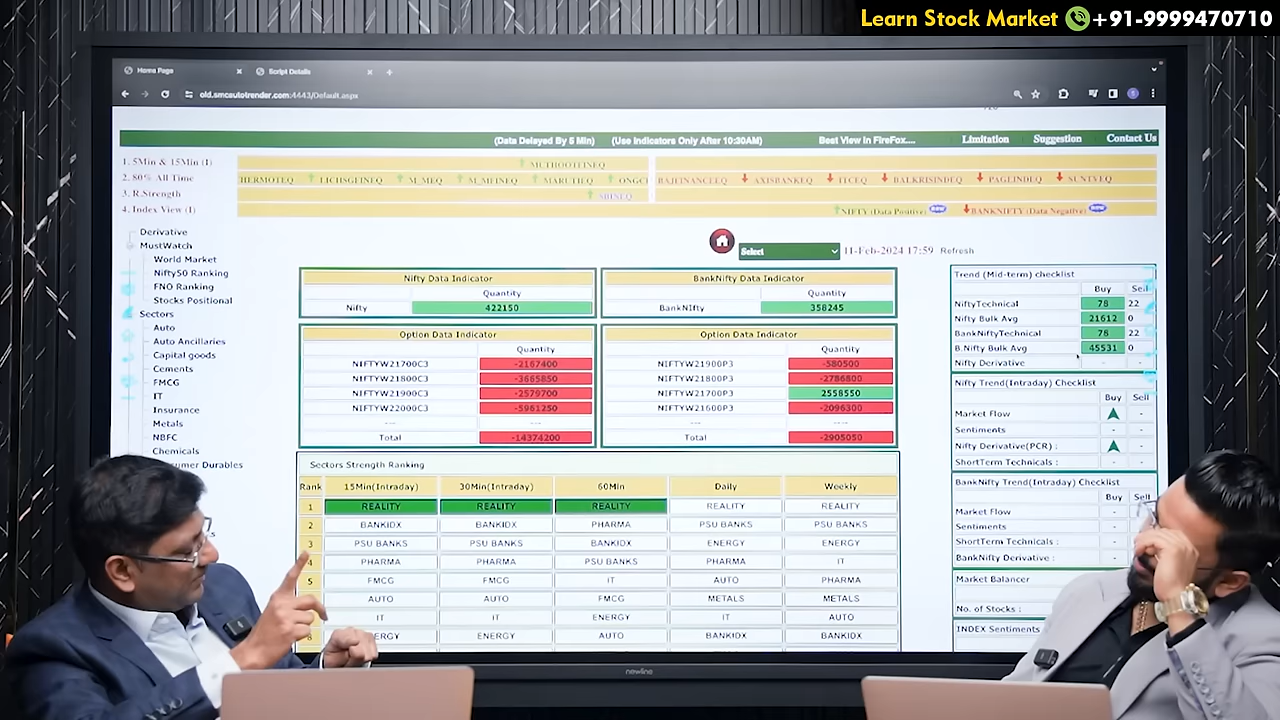 Learn Stock Market +91-9999470710
Home Page
Script Details
old.smcautotrender.com:4443/Default.aspx
(Data Delayed By 5 Min) (Use Indicators Only After 10:30AM) Best View in FireFox.... Limitation Suggestion Contact Us
1. 5Min & 15Min (I)
MUTHOOTFINEQ
2. 80% All Time
HERMOTEQ LICHSGFINEQ M_MEQ M_MFINEQ MARUTIEQ ONGC
BAJFINANCEEQ AXISBANKEQ ITCEQ BALKRISINDEQ PAGEINDEQ SUNTVEQ
3. R.Strength
SBINEQ
4. Index View (I)
NIFTY (Data Positive) BANKNIFTY (Data Negative)
Derivative
MustWatch
World Market
Nifty50 Ranking
FNO Ranking
Stocks Positional
Sectors
Auto
Auto Ancillaries
Capital goods
Cements
FMCG
IT
Insurance
Metals
NBFC
Chemicals
umer Durables
Select 11-Feb-2024 17:59 Refresh
Nifty Data Indicator
Quantity
Nifty 422150
BankNifty Data Indicator
Quantity
BankNIfty 358245
Option Data Indicator
Quantity
NIFTYW21700C3 -2167400
NIFTYW21800C3 -3665850
NIFTYW21900C3 -2579700
NIFTYW22000C3 -5961250
--- --
Total -14374200
Option Data Indicator
Quantity
NIFTYW21900P3 -580500
NIFTYW21800P3 -2786800
NIFTYW21700P3 2558550
NIFTYW21600P3 -2096300
--- --
Total -2905050
Sectors Strength Ranking
Rank 15Min(Intraday) 30Min(Intraday) 60Min Daily Weekly
1 REALITY REALITY REALITY REALITY REALITY
2 BANKIDX BANKIDX PHARMA PSU BANKS PSU BANKS
3 PSU BANKS PSU BANKS BANKIDX ENERGY ENERGY
4 PHARMA PHARMA PSU BANKS PHARMA IT
5 FMCG FMCG IT AUTO PHARMA
AUTO AUTO FMCG METALS METALS
IT IT ENERGY IT AUTO
ERGY ENERGY AUTO BANKIDX BANKIDX
Trend (Mid-term) checklist
Buy Sell
NiftyTechnical 78 22
Nifty Bulk Avg 21612 0
BankNiftyTechnical 78 22
B.Nifty Bulk Avg 45531 0
Nifty Derivative - -
Nifty Trend(Intraday) Checklist
Buy Sell
Market Flow -
Sentiments - -
Nifty Derivative(PCR) : -
ShortTerm Technicals : - -
BankNifty Trend(Intraday) Checklist
Buy Sell
Market Flow -
Sentiments -
ShortTerm Technicals : -
BankNifty Derivative : -
Market Balancer
No. of Stocks :
INDEX Sentiments
newline